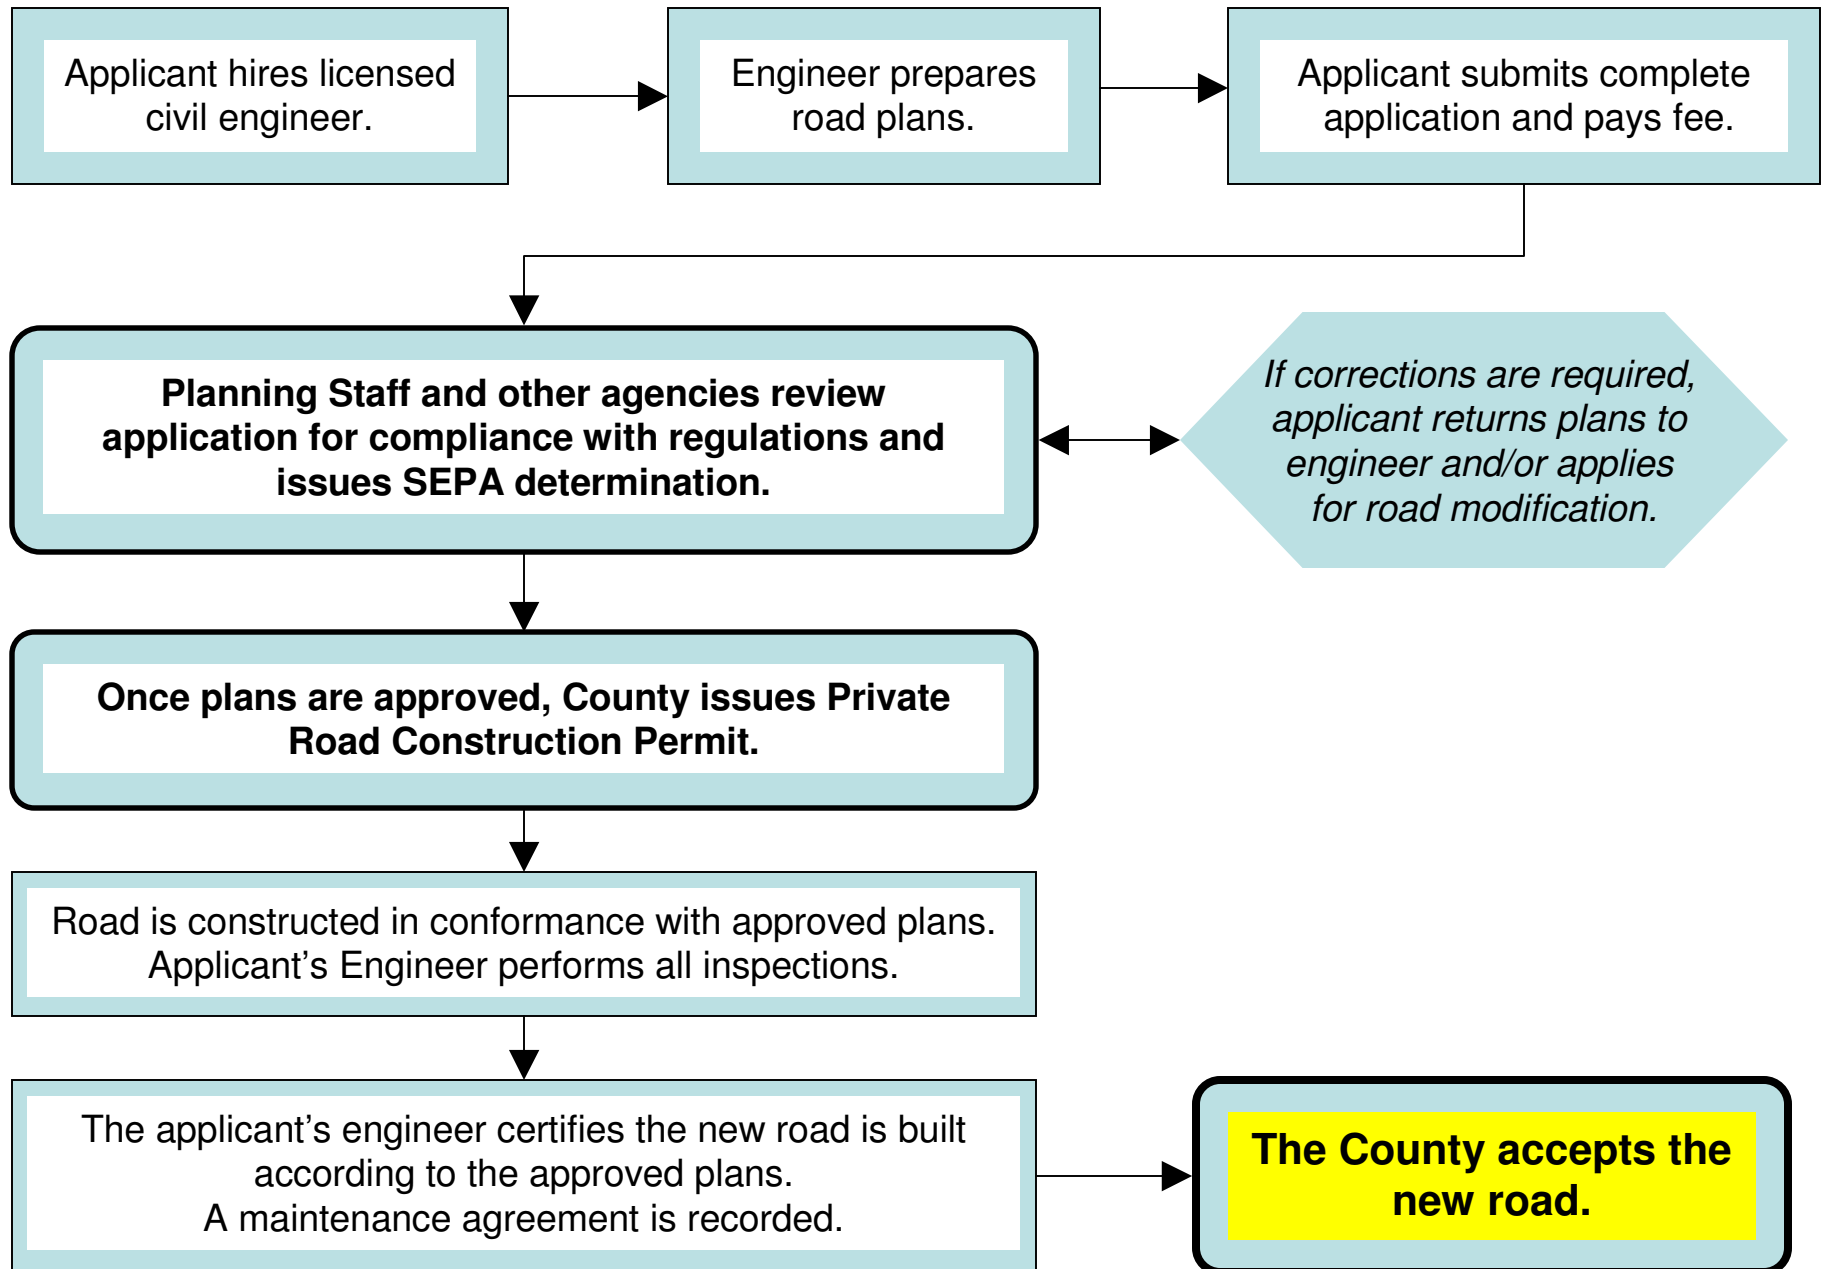 Applicant hires licensed
civil engineer.
Engineer prepares
road plans.
Applicant submits complete
application and pays fee.
Planning Staff and other agencies review
application for compliance with regulations and
issues SEPA determination.
If corrections are required,
applicant returns plans to
engineer and/or applies
for road modification.
Once plans are approved, County issues Private
Road Construction Permit.
Road is constructed in conformance with approved plans.
Applicant’s Engineer performs all inspections.
The applicant’s engineer certifies the new road is built
according to the approved plans.
A maintenance agreement is recorded.
The County accepts the
new road.